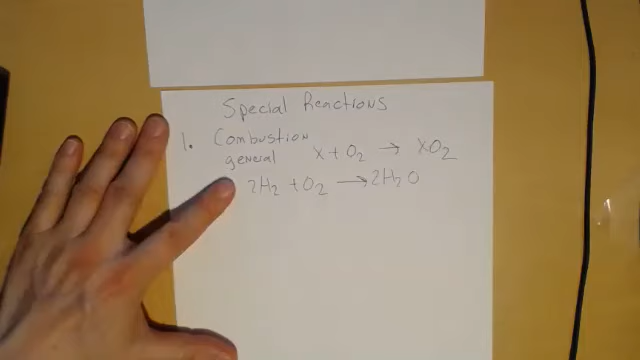 Special Reactions
1. Combustion
general X + O₂ → XO₂
2H₂ + O₂ → 2H₂O